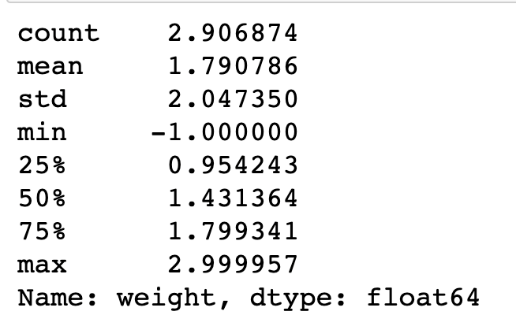 count    2.906874
mean     1.790786
std      2.047350
min     -1.000000
25%      0.954243
50%      1.431364
75%      1.799341
max      2.999957
Name: weight, dtype: float64